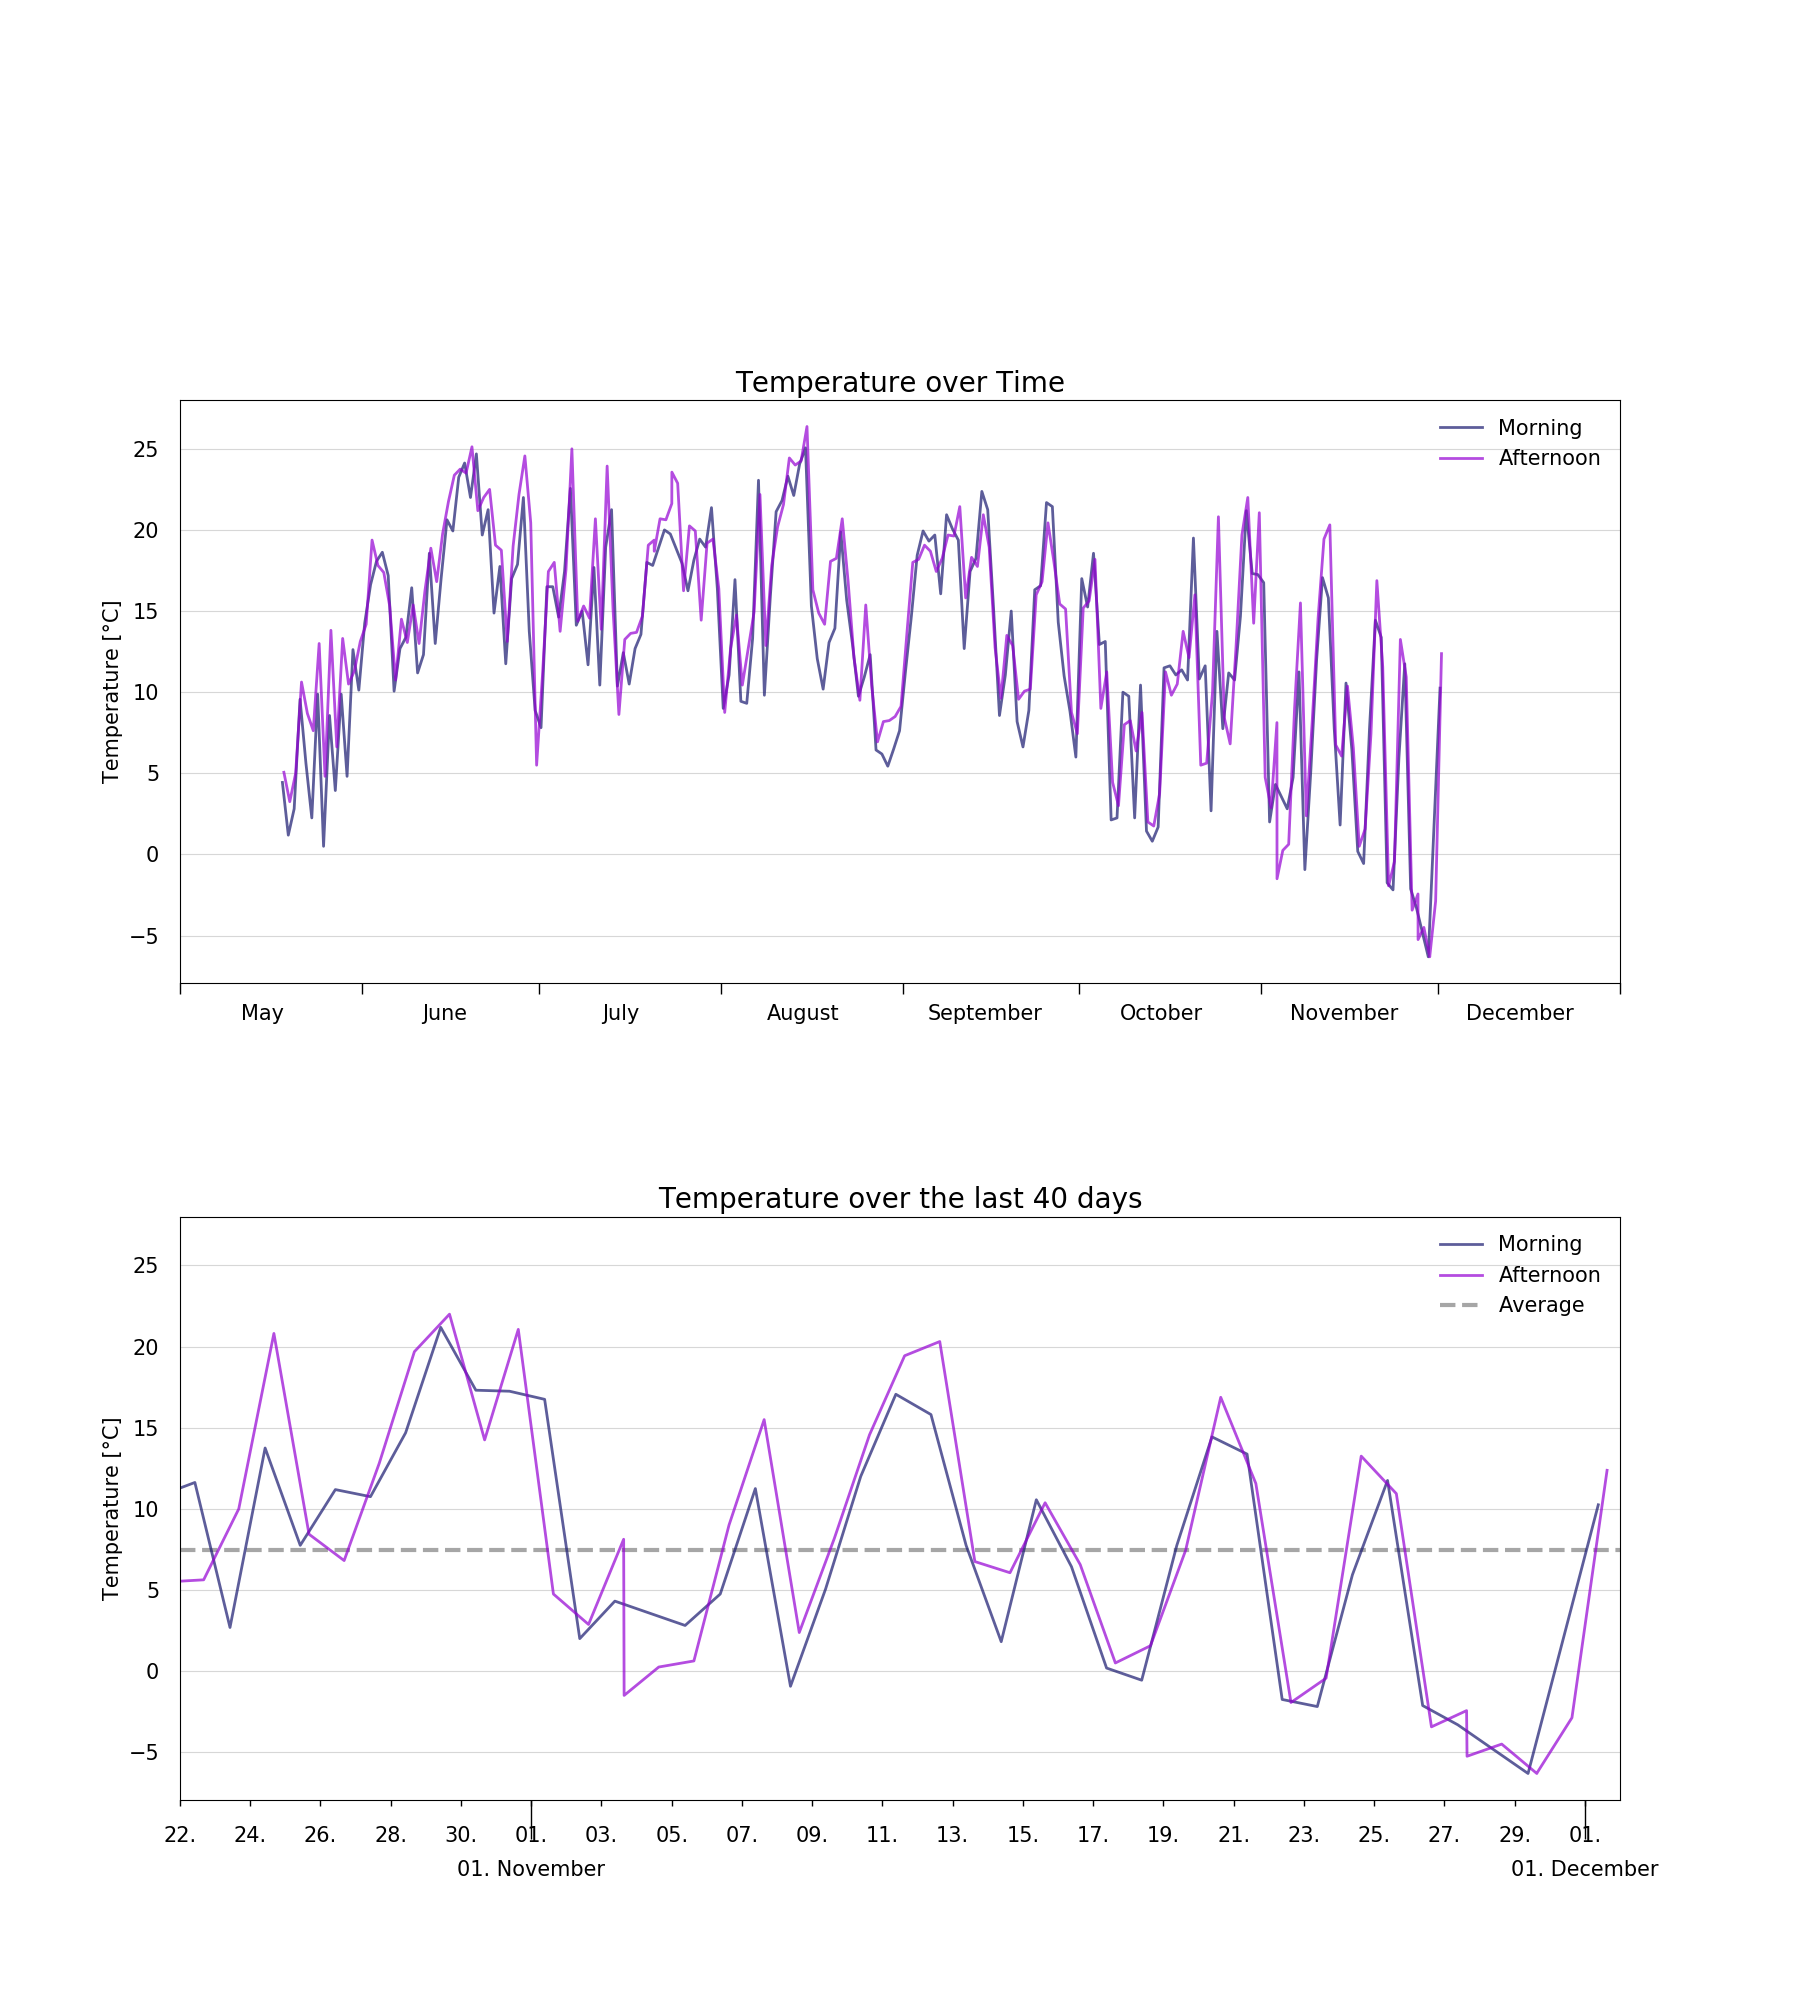 Temperature over Time
Morning
Afternoon
25
20
15
10
5
0
−5
Temperature [°C]
May June July August September October November December
Temperature over the last 40 days
Morning
Afternoon
Average
25
20
15
10
5
0
−5
Temperature [°C]
22. 24. 26. 28. 30. 01. 03. 05. 07. 09. 11. 13. 15. 17. 19. 21. 23. 25. 27. 29. 01.
01. November 01. December